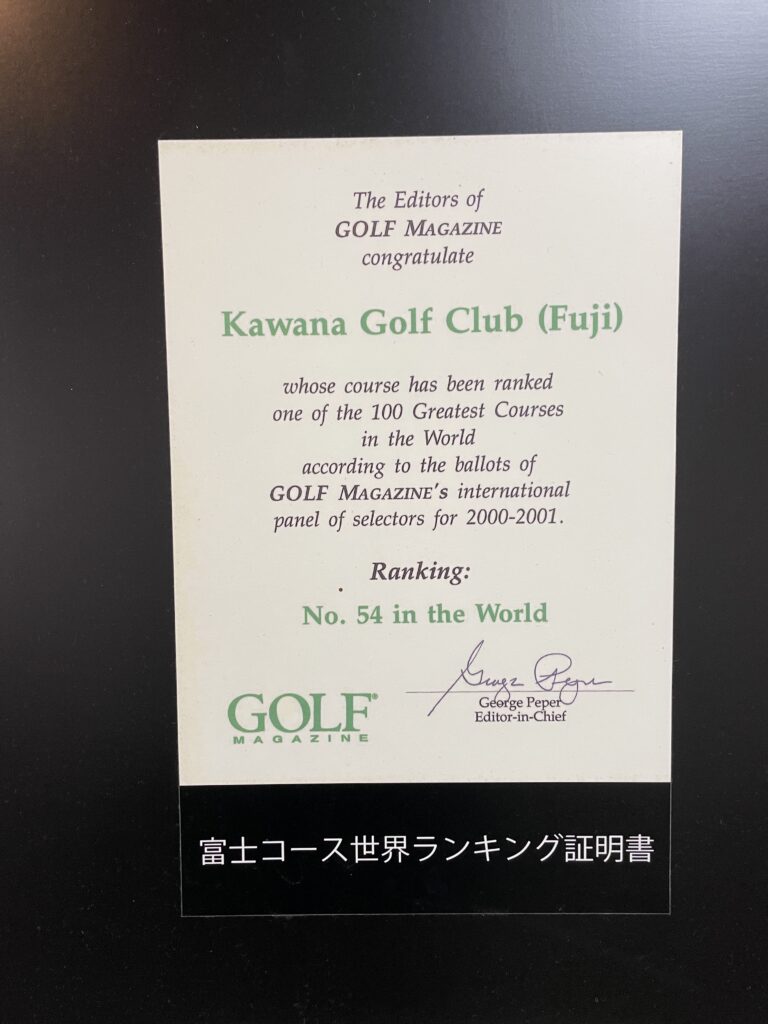 The Editors of
GOLF MAGAZINE
congratulate
Kawana Golf Club (Fuji)
whose course has been ranked
one of the 100 Greatest Courses
in the World
according to the ballots of
GOLF MAGAZINE's international
panel of selectors for 2000-2001.
Ranking:
No. 54 in the World
George Peper
George Peper
Editor-in-Chief
GOLF®
MAGAZINE
富士コース世界ランキング証明書